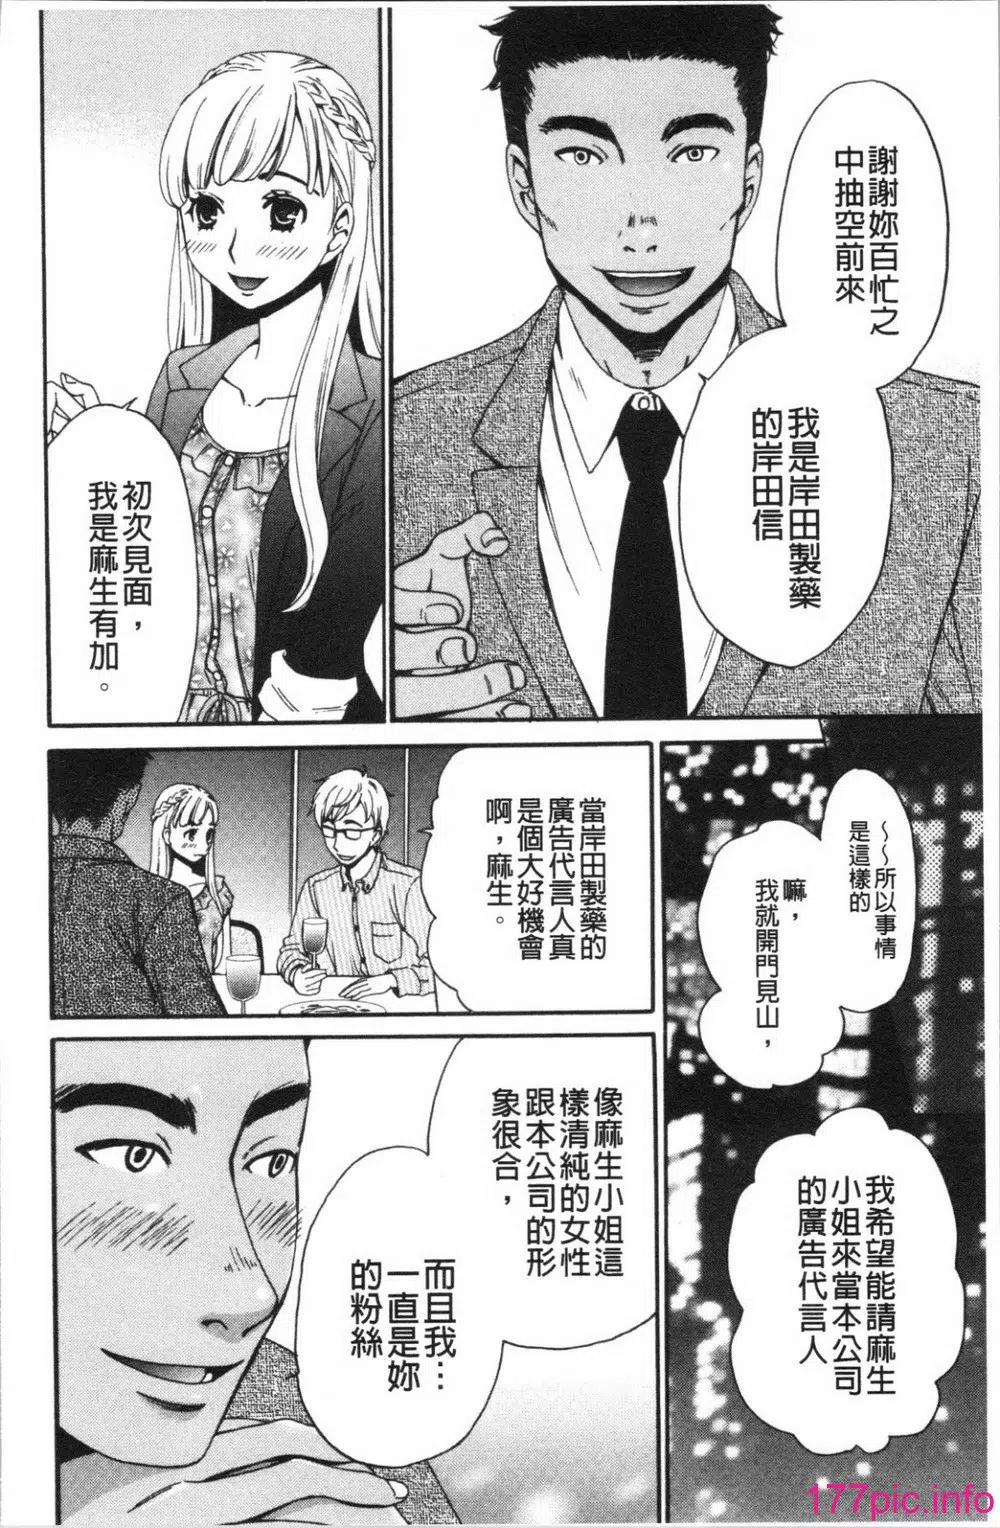 謝謝妳百忙之
中抽空前來
我是岸田製藥
的岸田信
初次見面，
我是麻生有加。
～～所以事情
是這樣的
嘛，
我就開門見山，
我希望能請麻生
小姐來當本公司
的廣告代言人
當岸田製藥的
廣告代言人真
是個大好機會
啊，麻生。
像麻生小姐這
樣清純的女性
跟本公司的形
象很合，
而且我…
一直是妳
的粉絲
177pic.info